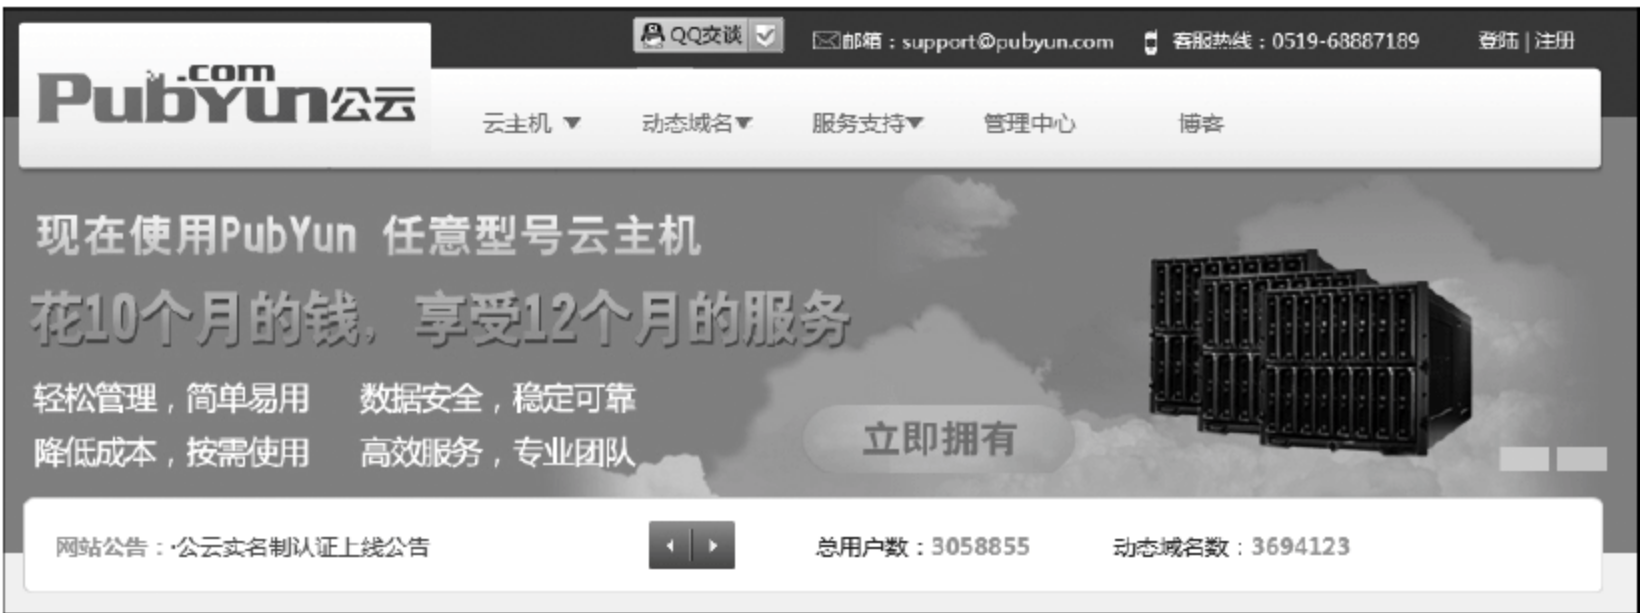 QQ交谈 邮箱：support@pubyun.com 客服热线：0519-68887189 登陆 | 注册
PubYun.com公云
云主机 动态域名 服务支持 管理中心 博客
现在使用PubYun 任意型号云主机
花10个月的钱，享受12个月的服务
轻松管理，简单易用 数据安全，稳定可靠
降低成本，按需使用 高效服务，专业团队
立即拥有
网站公告：·公云实名制认证上线公告 总用户数：3058855 动态域名数：3694123